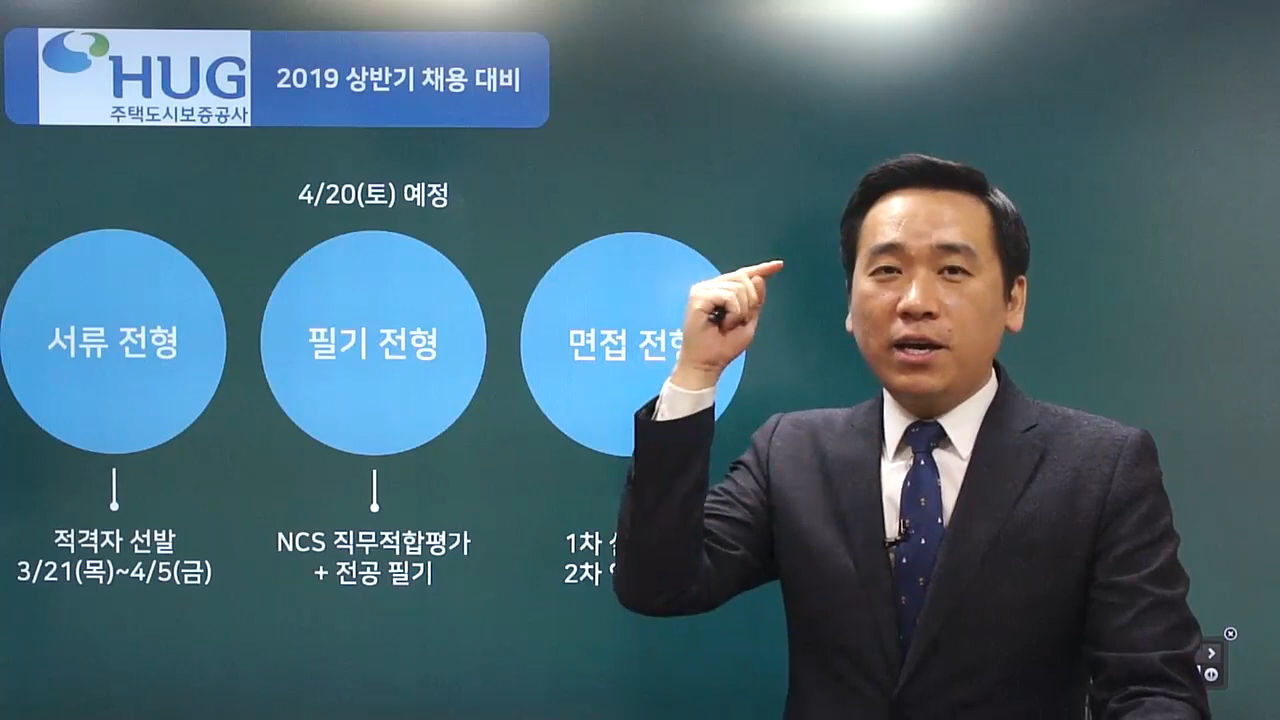 HUG
주택도시보증공사
2019 상반기 채용 대비
4/20(토) 예정
서류 전형
필기 전형
면접
적격자 선발
3/21(목)~4/5(금)
NCS 직무적합평가
+ 전공 필기
1차
2차